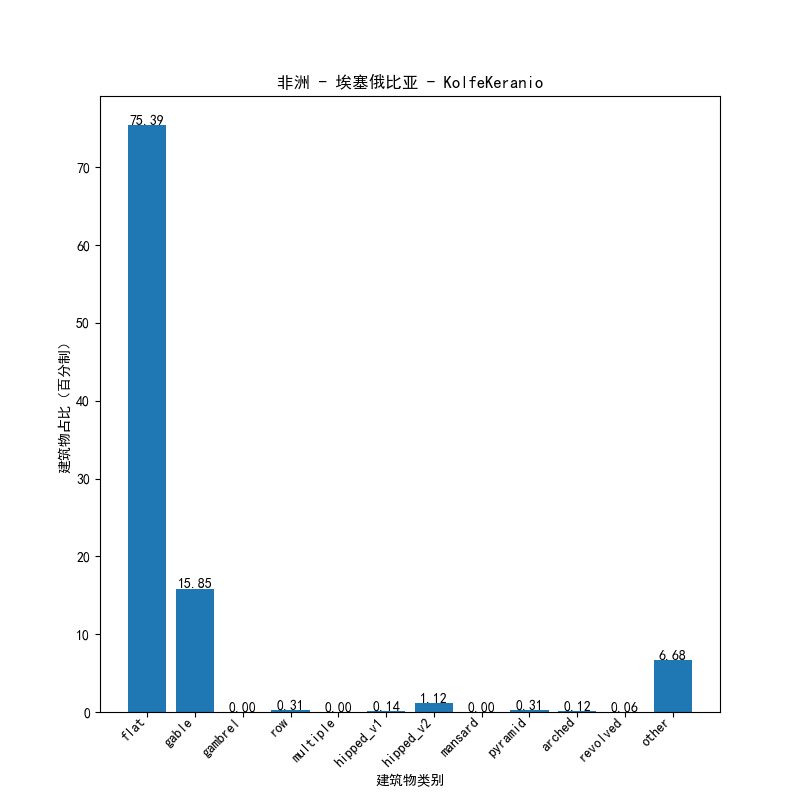 非洲 - 埃塞俄比亚 - KolfeKeranio
建筑物占比（百分制）
70
60
50
40
30
20
10
0
75.39
15.85
0.00
0.31
0.00
0.14
1.12
0.00
0.31
0.12
0.06
6.68
flat
gable
gambrel
row
multiple
hipped_v1
hipped_v2
mansard
pyramid
arched
revolved
other
建筑物类别